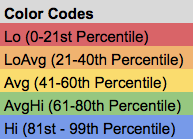 Color Codes
Lo (0-21st Percentile)
LoAvg (21-40th Percentile)
Avg (41-60th Percentile)
AvgHi (61-80th Percentile)
Hi (81st - 99th Percentile)